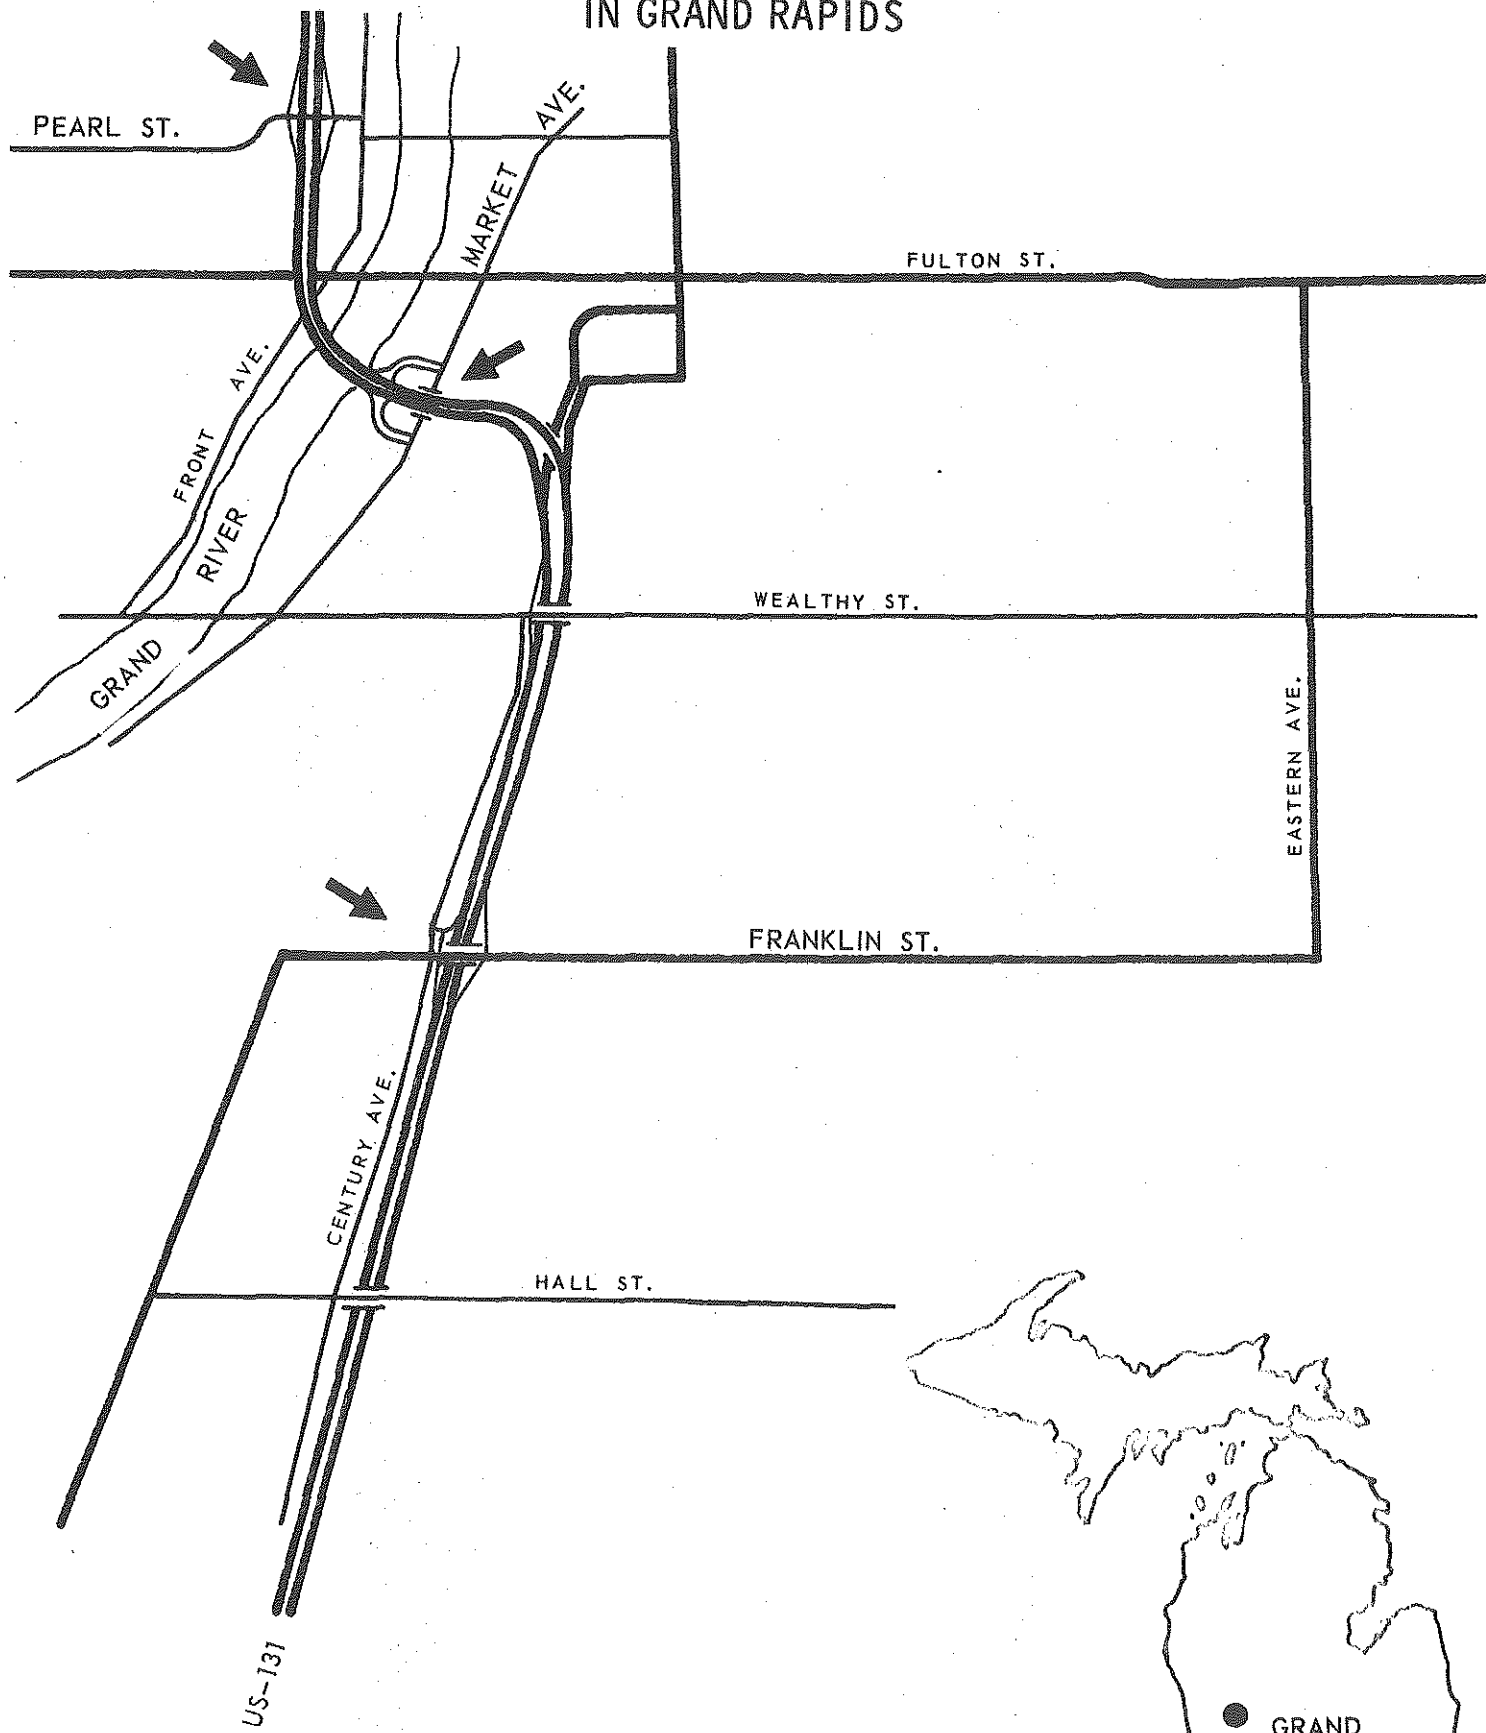 IN GRAND RAPIDS
PEARL ST.
MARKET AVE.
FULTON ST.
FRONT AVE.
GRAND RIVER
WEALTHY ST.
EASTERN AVE.
FRANKLIN ST.
CENTURY AVE.
HALL ST.
US-131
GRAND